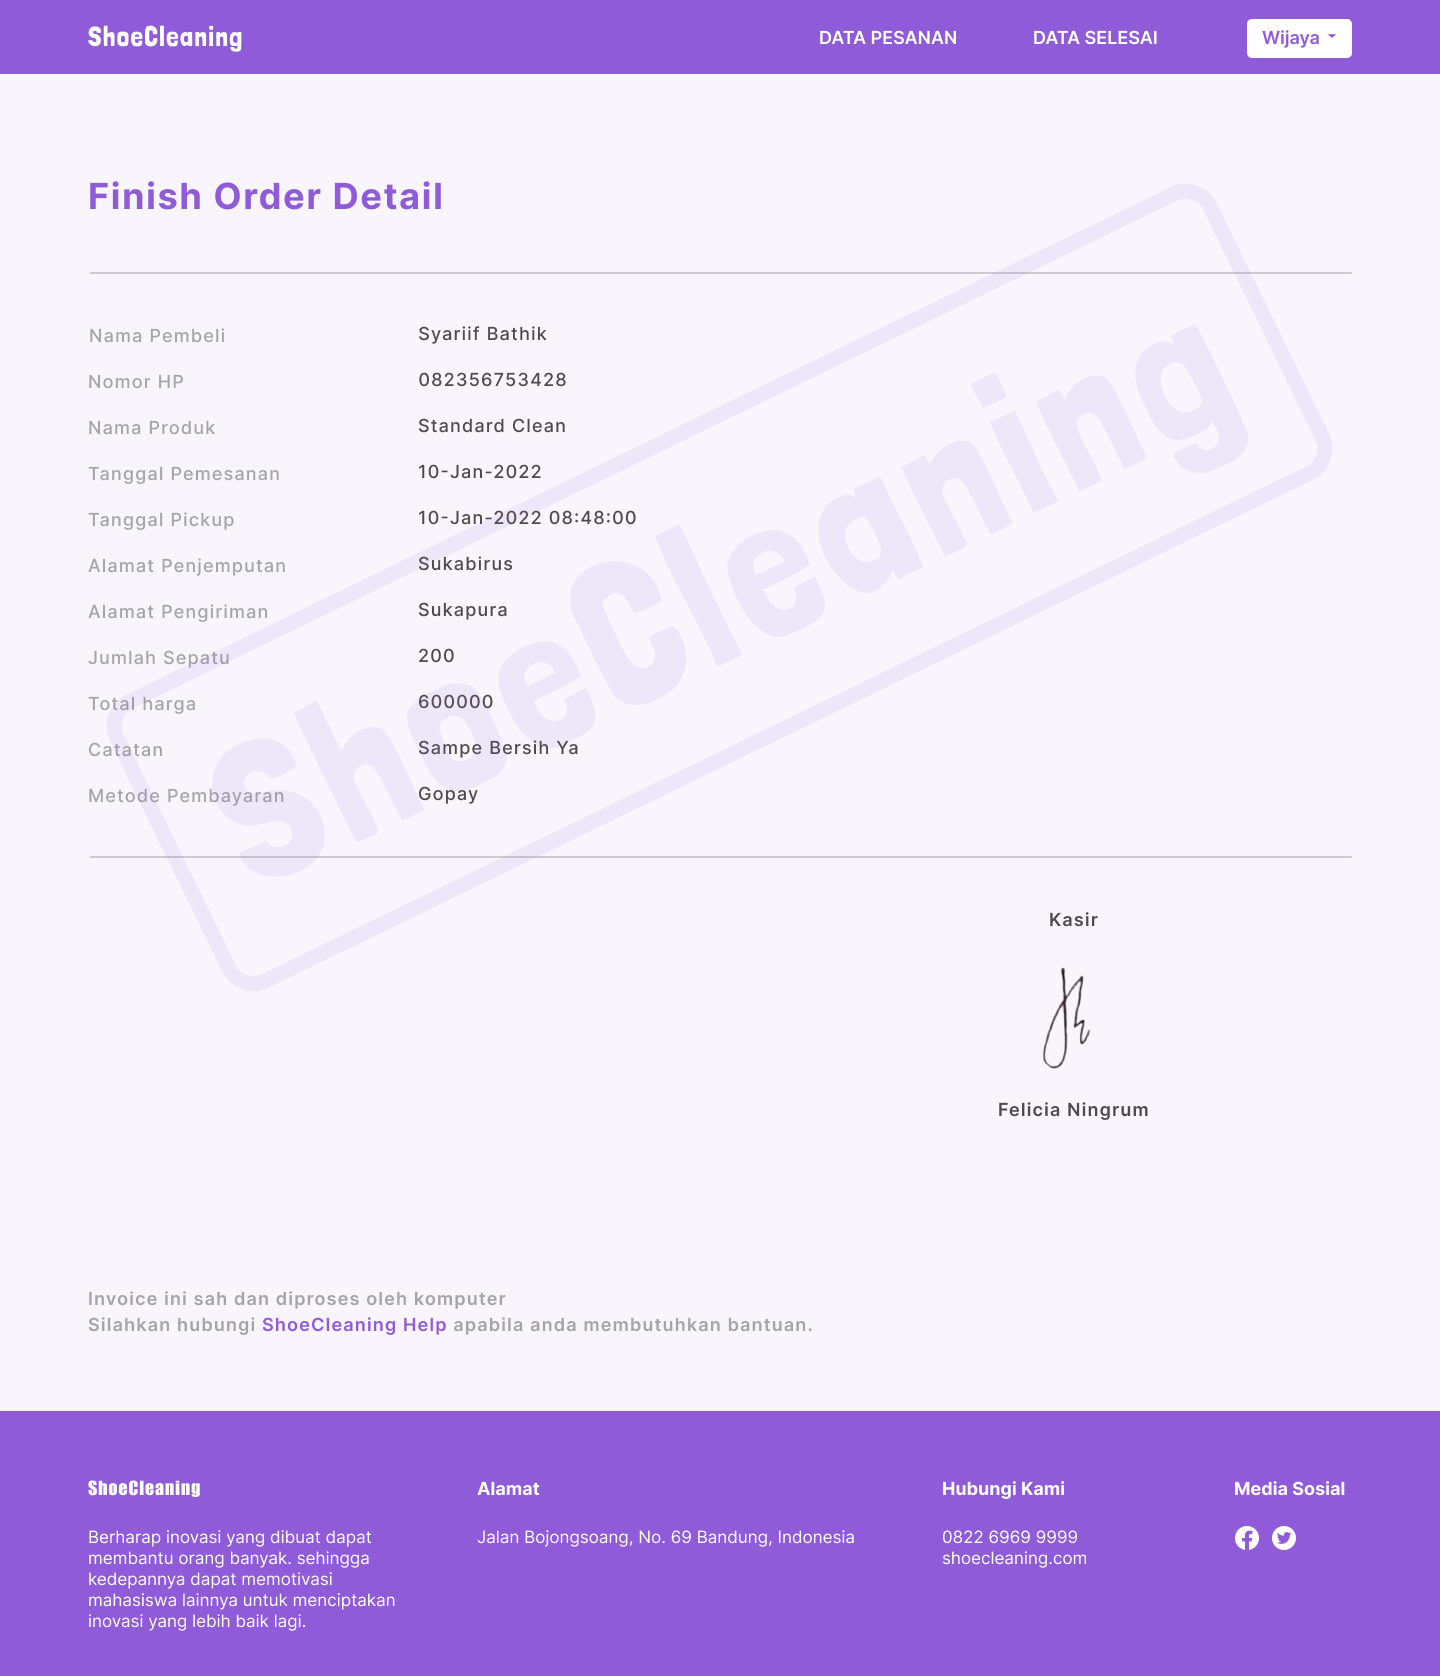 ShoeCleaning
DATA PESANAN
DATA SELESAI
Wijaya
Finish Order Detail
Nama Pembeli Syariif Bathik
Nomor HP 082356753428
Nama Produk Standard Clean
Tanggal Pemesanan 10-Jan-2022
Tanggal Pickup 10-Jan-2022 08:48:00
Alamat Penjemputan Sukabirus
Alamat Pengiriman Sukapura
Jumlah Sepatu 200
Total harga 600000
Catatan Sampe Bersih Ya
Metode Pembayaran Gopay
ShoeCleaning
Kasir
Felicia Ningrum
Invoice ini sah dan diproses oleh komputer
Silahkan hubungi ShoeCleaning Help apabila anda membutuhkan bantuan.
ShoeCleaning
Berharap inovasi yang dibuat dapat
membantu orang banyak. sehingga
kedepannya dapat memotivasi
mahasiswa lainnya untuk menciptakan
inovasi yang lebih baik lagi.
Alamat
Jalan Bojongsoang, No. 69 Bandung, Indonesia
Hubungi Kami
0822 6969 9999
shoecleaning.com
Media Sosial